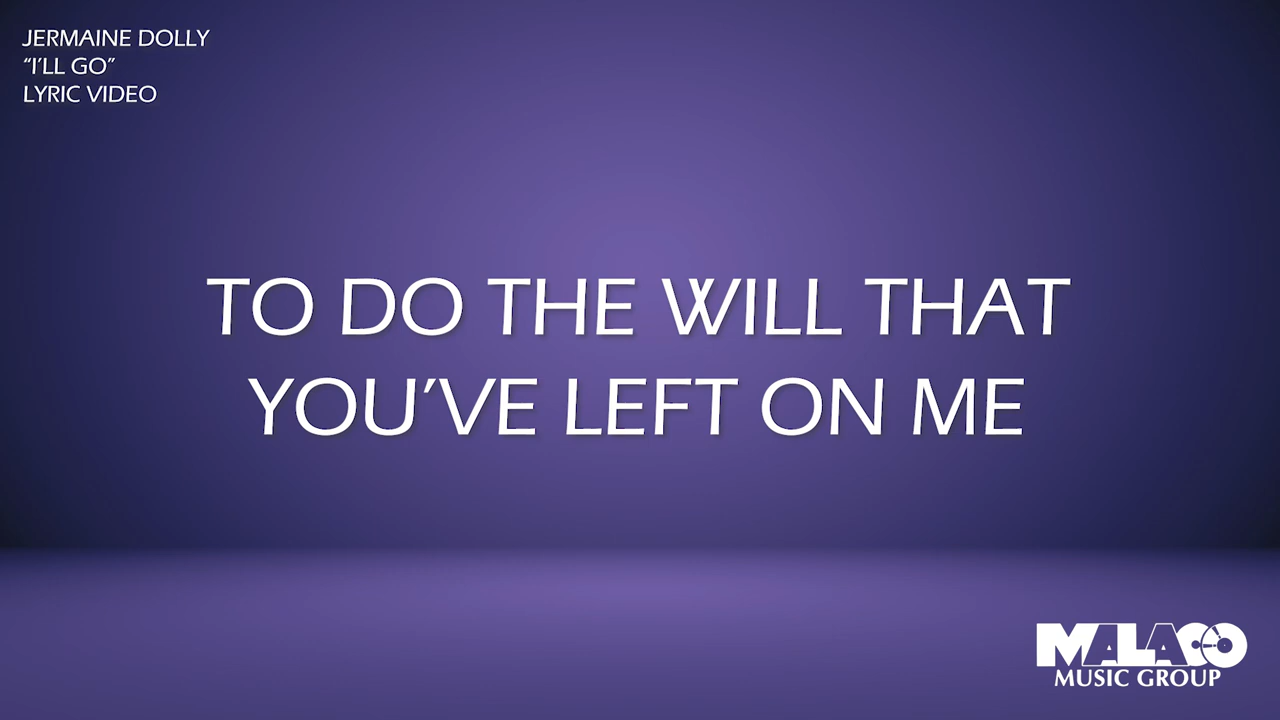 JERMAINE DOLLY
“I’LL GO”
LYRIC VIDEO
TO DO THE WILL THAT
YOU’VE LEFT ON ME
MALACO
MUSIC GROUP